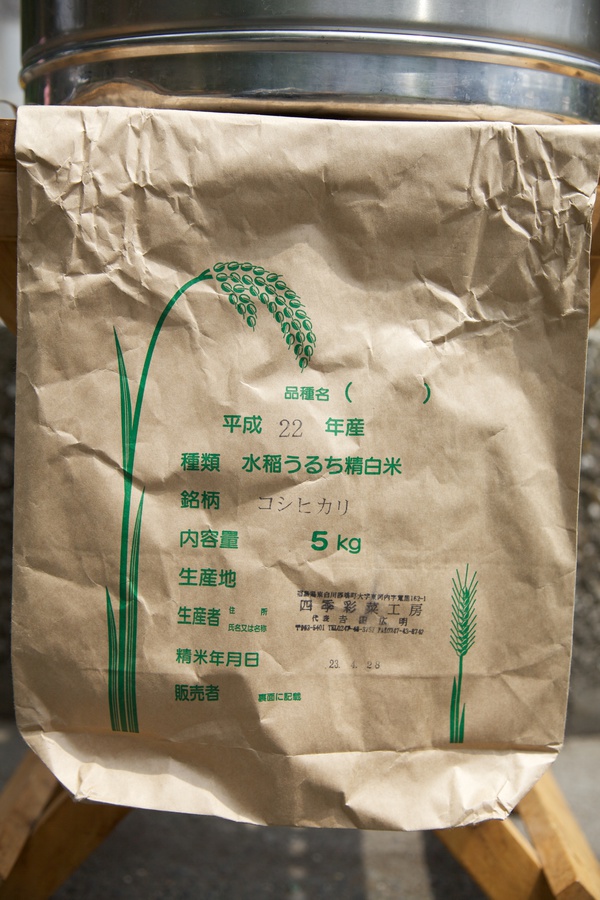 品種名（　　　）
平成 22 年産
種類 水稲うるち精白米
銘柄 コシヒカリ
内容量 5 kg
生産地
生産者 住所
氏名又は名称
四季彩菜工房
代表
精米年月日 23. 4. 28
販売者 裏面に記載